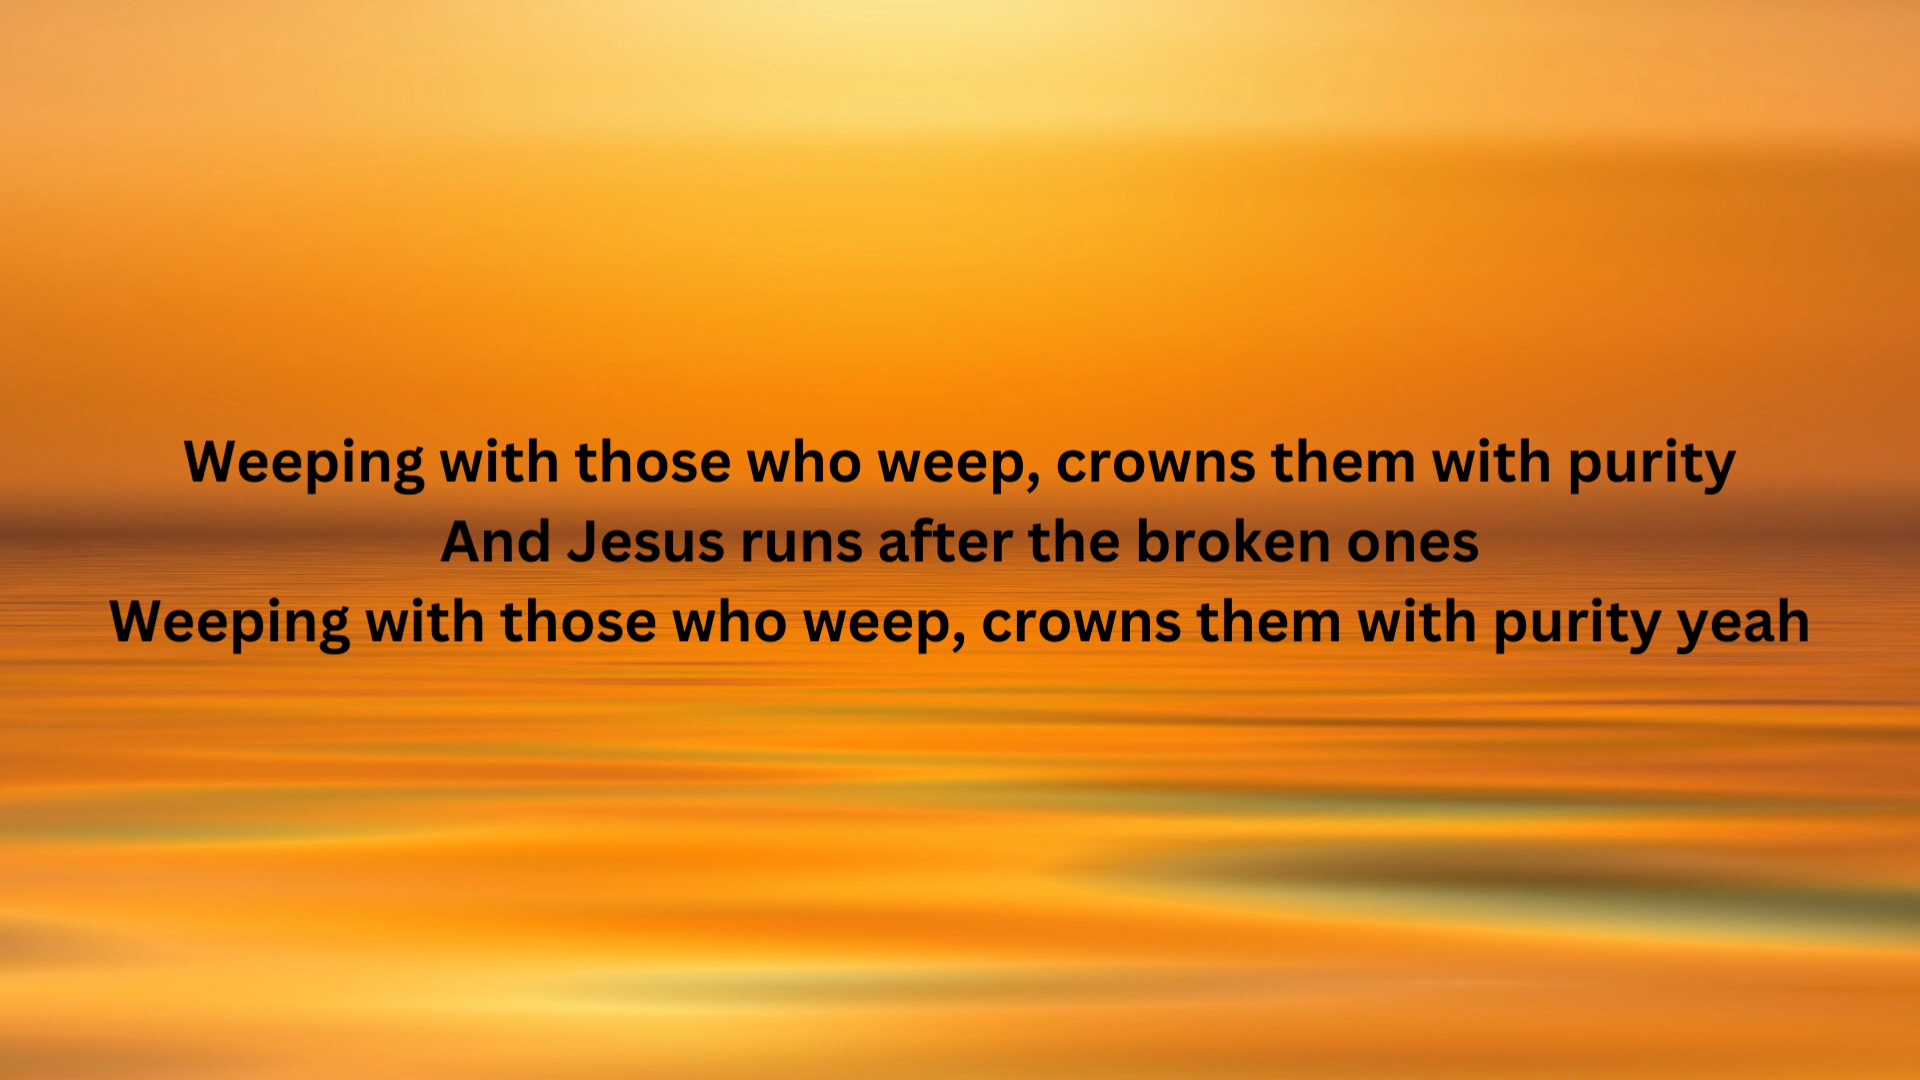 Weeping with those who weep, crowns them with purity
And Jesus runs after the broken ones
Weeping with those who weep, crowns them with purity yeah